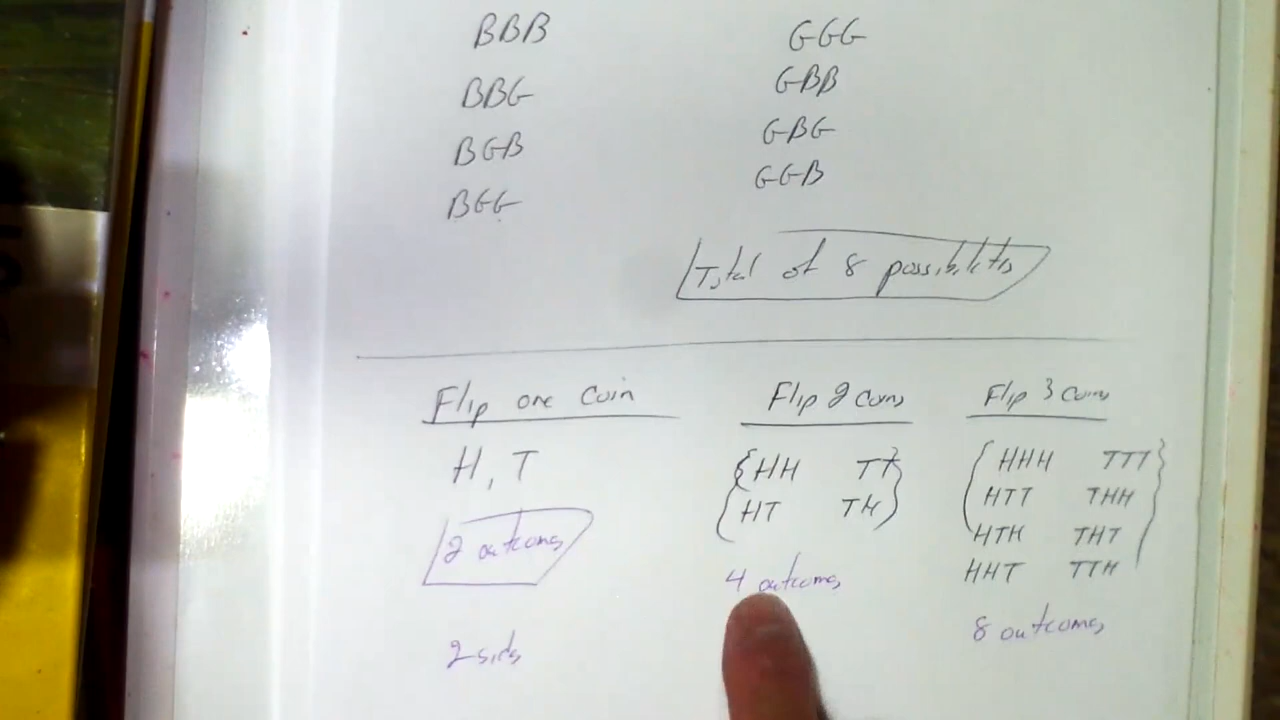 BBB GGG
BBG GBB
BGB GBG
BGG GGB
Total of 8 possibilities
Flip one Coin
H, T
2 outcomes
2 sides
Flip 2 coins
{HH TT}
HT TH
4 outcomes
Flip 3 coins
{HHH TTT}
HTT THH
HTH THT
HHT TTH
8 outcomes